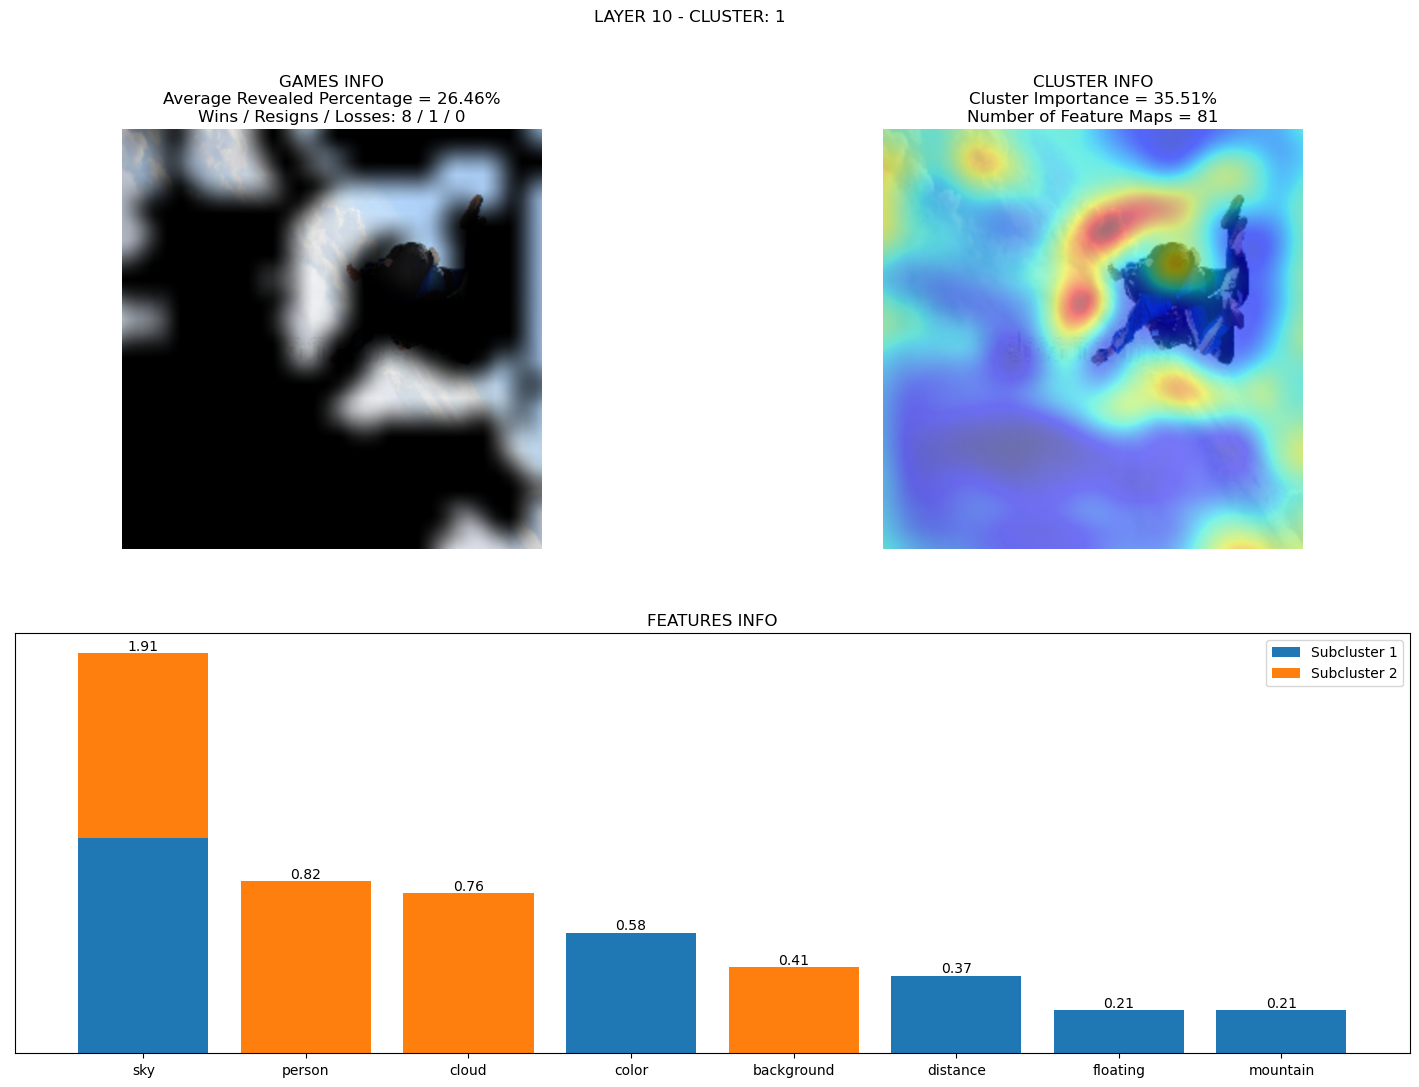 LAYER 10 - CLUSTER: 1
GAMES INFO
Average Revealed Percentage = 26.46%
Wins / Resigns / Losses: 8 / 1 / 0
CLUSTER INFO
Cluster Importance = 35.51%
Number of Feature Maps = 81
FEATURES INFO
Subcluster 1
Subcluster 2
1.91
0.82
0.76
0.58
0.41
0.37
0.21
0.21
sky
person
cloud
color
background
distance
floating
mountain